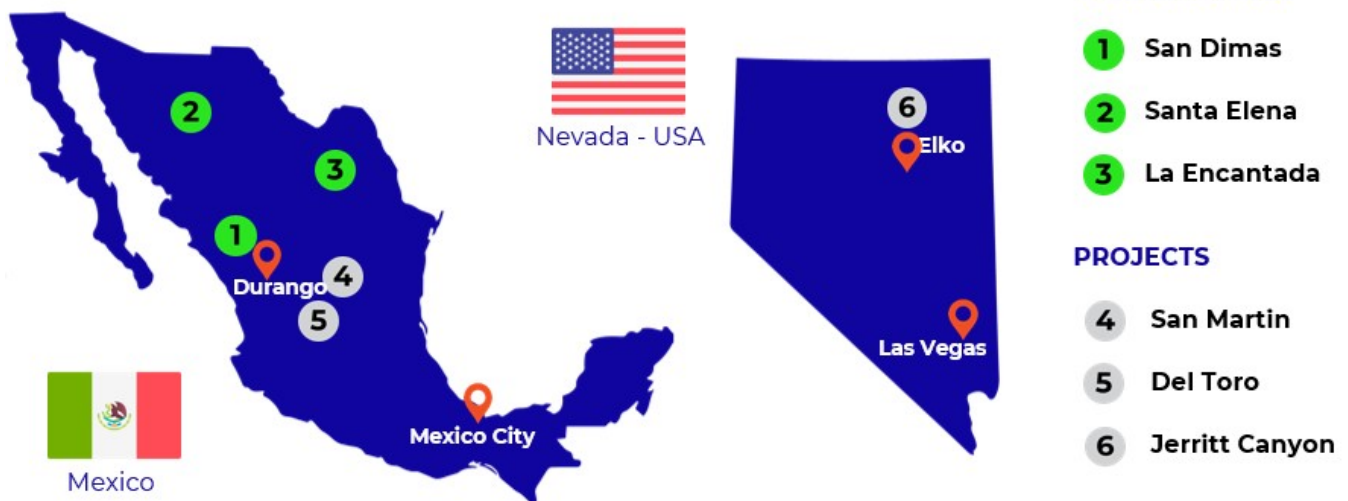 2
3
1
Durango
4
5
Mexico City
Mexico
Nevada - USA
6
Elko
Las Vegas
1 San Dimas
2 Santa Elena
3 La Encantada
PROJECTS
4 San Martin
5 Del Toro
6 Jerritt Canyon